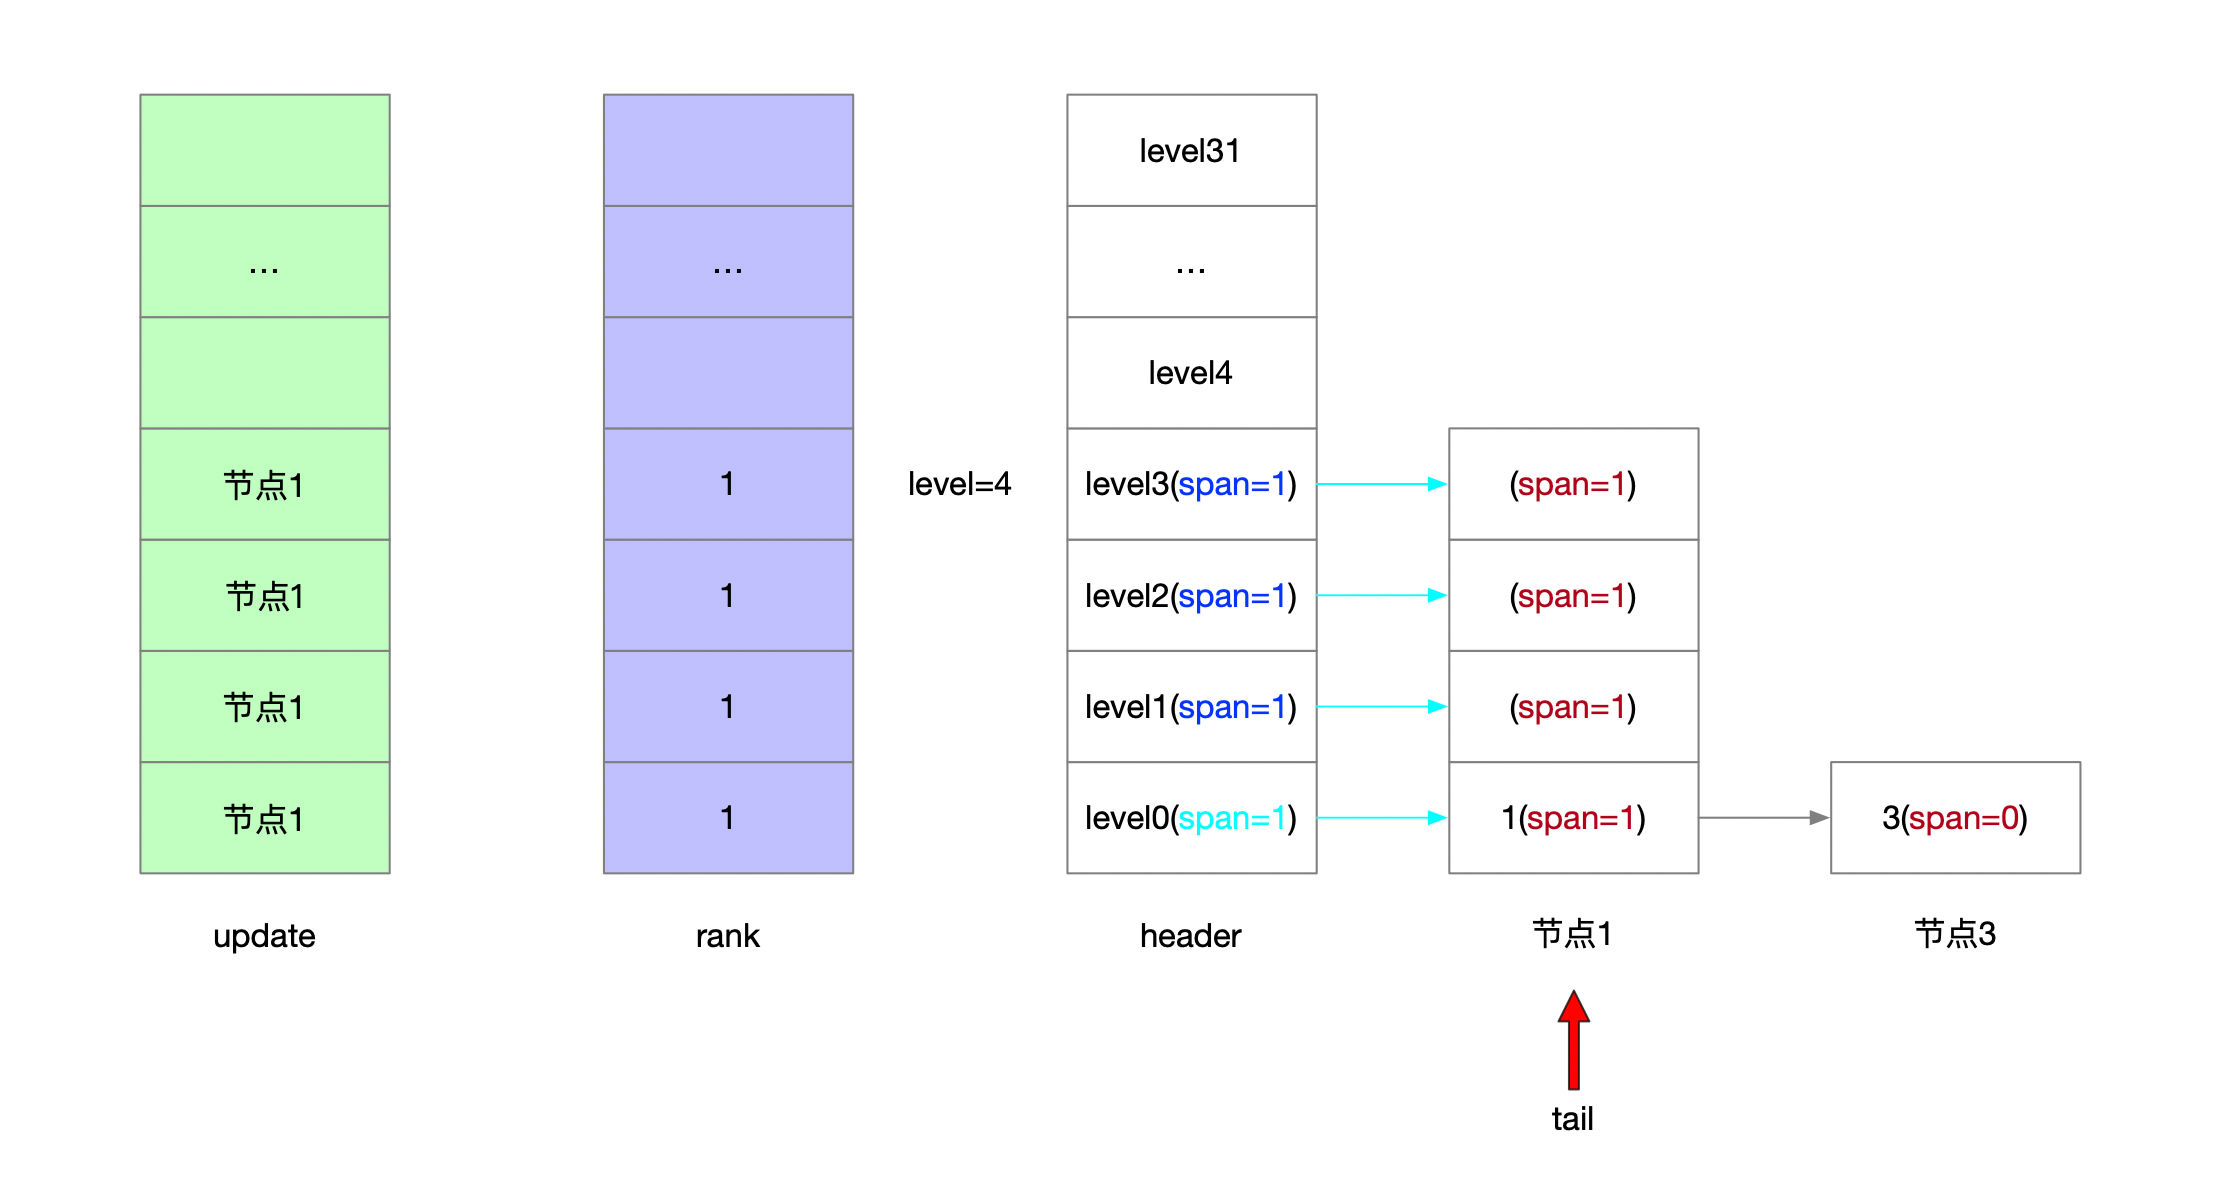 level31
...
...
...
level4
节点1
1
level=4
level3(span=1)
(span=1)
节点1
1
level2(span=1)
(span=1)
节点1
1
level1(span=1)
(span=1)
节点1
1
level0(span=1)
1(span=1)
3(span=0)
update
rank
header
节点1
节点3
tail